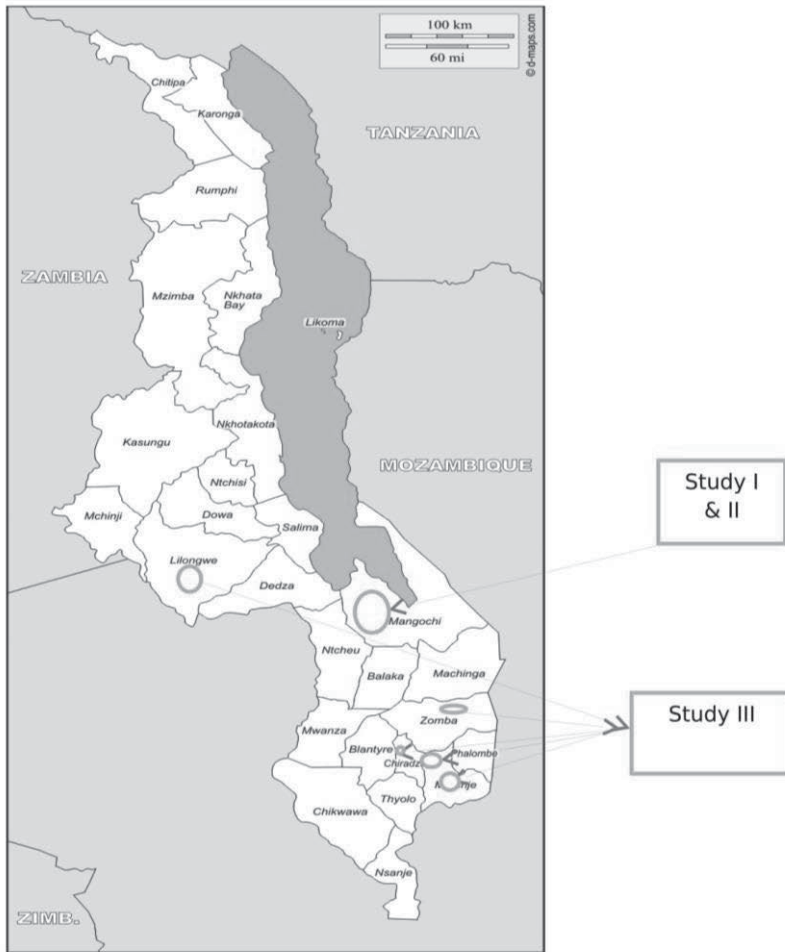 100 km
60 mi
© d-maps.com
Chitipa
Karonga
TANZANIA
Rumphi
ZAMBIA
Mzimba
Nkhata
Bay
Likoma
Nkhotakota
Kasungu
MOZAMBIQUE
Ntchisi
Study I
& II
Mchinji
Dowa
Salima
Lilongwe
Dedza
Mangochi
Ntcheu
Balaka
Machinga
Study III
Zomba
Mwanza
Blantyre
Phalombe
Chiradz
Thyolo
Chikwawa
Nsanje
ZIMB.